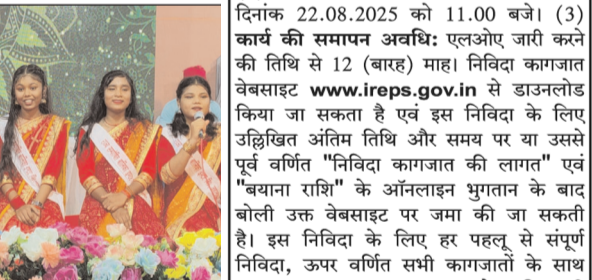 दिनांक 22.08.2025 को 11.00 बजे। (3)
कार्य की समापन अवधि: एलओए जारी करने
की तिथि से 12 (बारह) माह। निविदा कागजात
वेबसाइट www.ireps.gov.in से डाउनलोड
किया जा सकता है एवं इस निविदा के लिए
उल्लिखित अंतिम तिथि और समय पर या उससे
पूर्व वर्णित "निविदा कागजात की लागत" एवं
"बयाना राशि" के ऑनलाइन भुगतान के बाद
बोली उक्त वेबसाइट पर जमा की जा सकती
है। इस निविदा के लिए हर पहलू से संपूर्ण
निविदा, ऊपर वर्णित सभी कागजातों के साथ